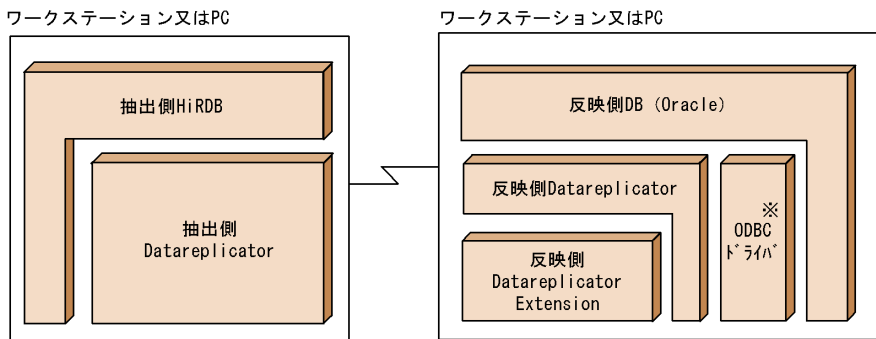 ワークステーション又はPC
抽出側HiRDB
抽出側
Datareplicator
ワークステーション又はPC
反映側DB（Oracle）
反映側Datareplicator
反映側
Datareplicator
Extension
※
ODBC
ﾄﾞﾗｲﾊﾞ